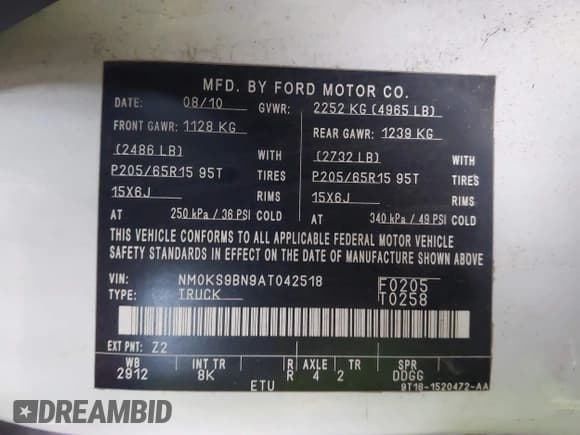 MFD. BY FORD MOTOR CO.
DATE: 08/10 GVWR: 2252 KG (4965 LB)
FRONT GAWR: 1128 KG REAR GAWR: 1239 KG
(2486 LB) WITH (2732 LB) WITH
P205/65R15 95T TIRES P205/65R15 95T TIRES
15X6J RIMS 15X6J RIMS
AT 250 kPa / 36 PSI COLD AT 340 kPa / 49 PSI COLD
THIS VEHICLE CONFORMS TO ALL APPLICABLE FEDERAL MOTOR VEHICLE
SAFETY STANDARDS IN EFFECT ON THE DATE OF MANUFACTURE SHOWN ABOVE
VIN: NM0KS9BN9AT042518 F0205
TYPE: TRUCK T0258
EXT PNT: Z2
WB INT TR R AXLE TR SPR
2912 8K R 4 2 DDGG
ETU 9T16-1520472-AA
DREAMBID